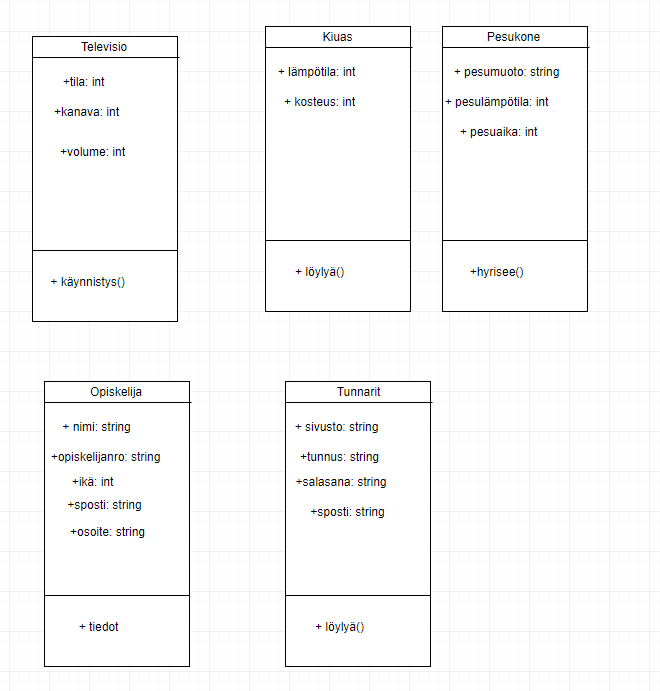 Televisio
+tila: int
+kanava: int
+volume: int
+ käynnistys()
Kiuas
+ lämpötila: int
+ kosteus: int
+ löylyä()
Pesukone
+ pesumuoto: string
+ pesulämpötila: int
+ pesuaika: int
+hyrisee()
Opiskelija
+ nimi: string
+opiskelijanro: string
+ikä: int
+sposti: string
+osoite: string
+ tiedot
Tunnarit
+ sivusto: string
+tunnus: string
+salasana: string
+sposti: string
+ löylyä()